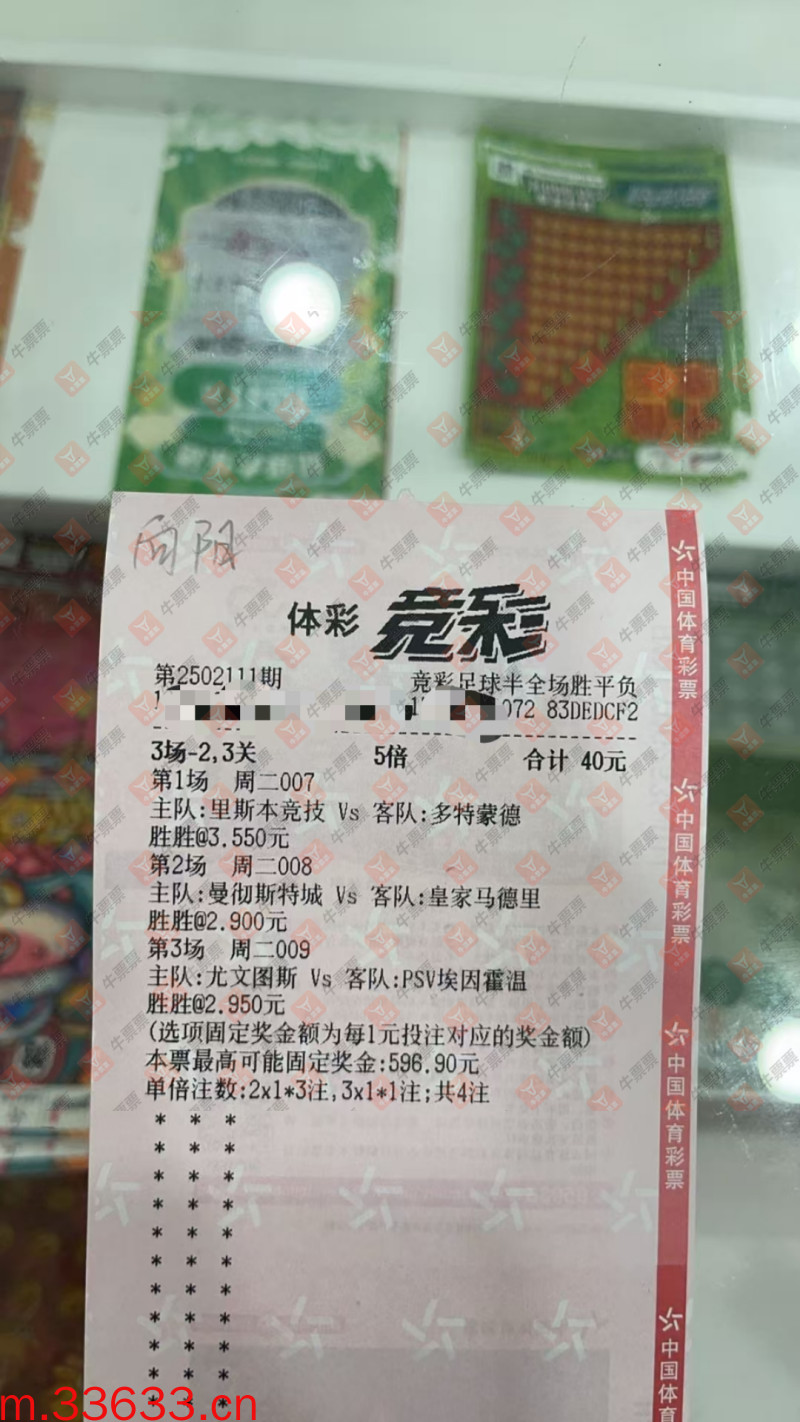 向阳
体彩 竞彩
第2502111期 竞彩足球半全场胜平负
072 83DEDCF2
3场-2,3关 5倍 合计 40元
第1场 周二007
主队:里斯本竞技 Vs 客队:多特蒙德
胜胜@3.550元
第2场 周二008
主队:曼彻斯特城 Vs 客队:皇家马德里
胜胜@2.900元
第3场 周二009
主队:尤文图斯 Vs 客队:PSV埃因霍温
胜胜@2.950元
(选项固定奖金额为每1元投注对应的奖金额)
本票最高可能固定奖金:596.90元
单倍注数:2x1*3注,3x1*1注;共4注
* * *
* * *
* * *
* * *
* * *
* * *
* * *
* * *
* * *
* * *
* * *
中国体育彩票
中国体育彩票
中国体育彩票
中国体育
牛票票
m.33633.cn